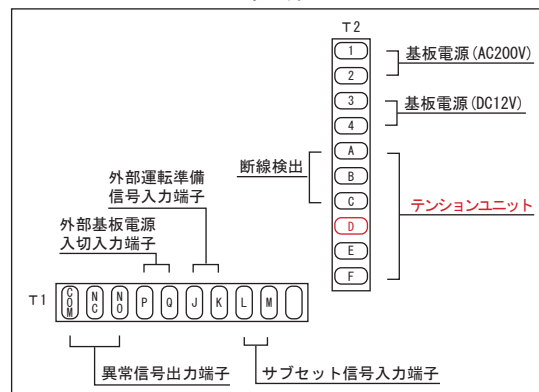 T2
1
2
3
4
A
B
C
D
E
F
基板電源(AC200V)
基板電源(DC12V)
断線検出
テンションユニット
外部運転準備
信号入力端子
外部基板電源
入切入力端子
T1
COM NC NO P Q J K L M
異常信号出力端子
サブセット信号入力端子